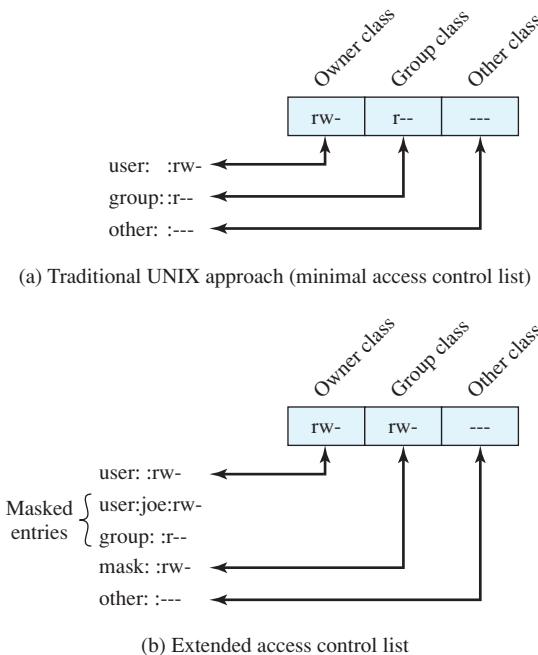 Owner class
Group class
Other class
rw- r-- ---
user: :rw-
group: :r--
other: :---
(a) Traditional UNIX approach (minimal access control list)
Owner class
Group class
Other class
rw- rw- ---
user: :rw-
Masked entries
user:joe:rw-
group: :r--
mask: :rw-
other: :---
(b) Extended access control list